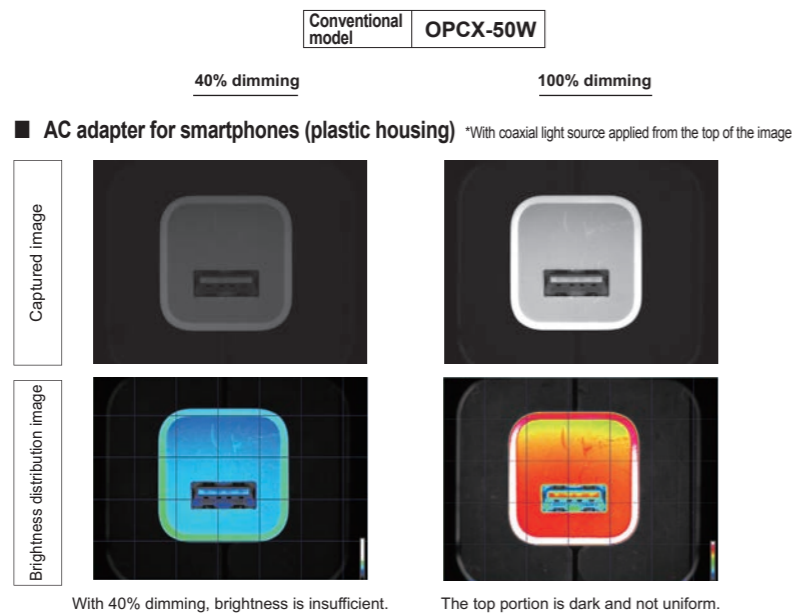 Conventional model
OPCX-50W
40% dimming
100% dimming
■ AC adapter for smartphones (plastic housing) *With coaxial light source applied from the top of the image
Captured image
Brightness distribution image
With 40% dimming, brightness is insufficient.
The top portion is dark and not uniform.